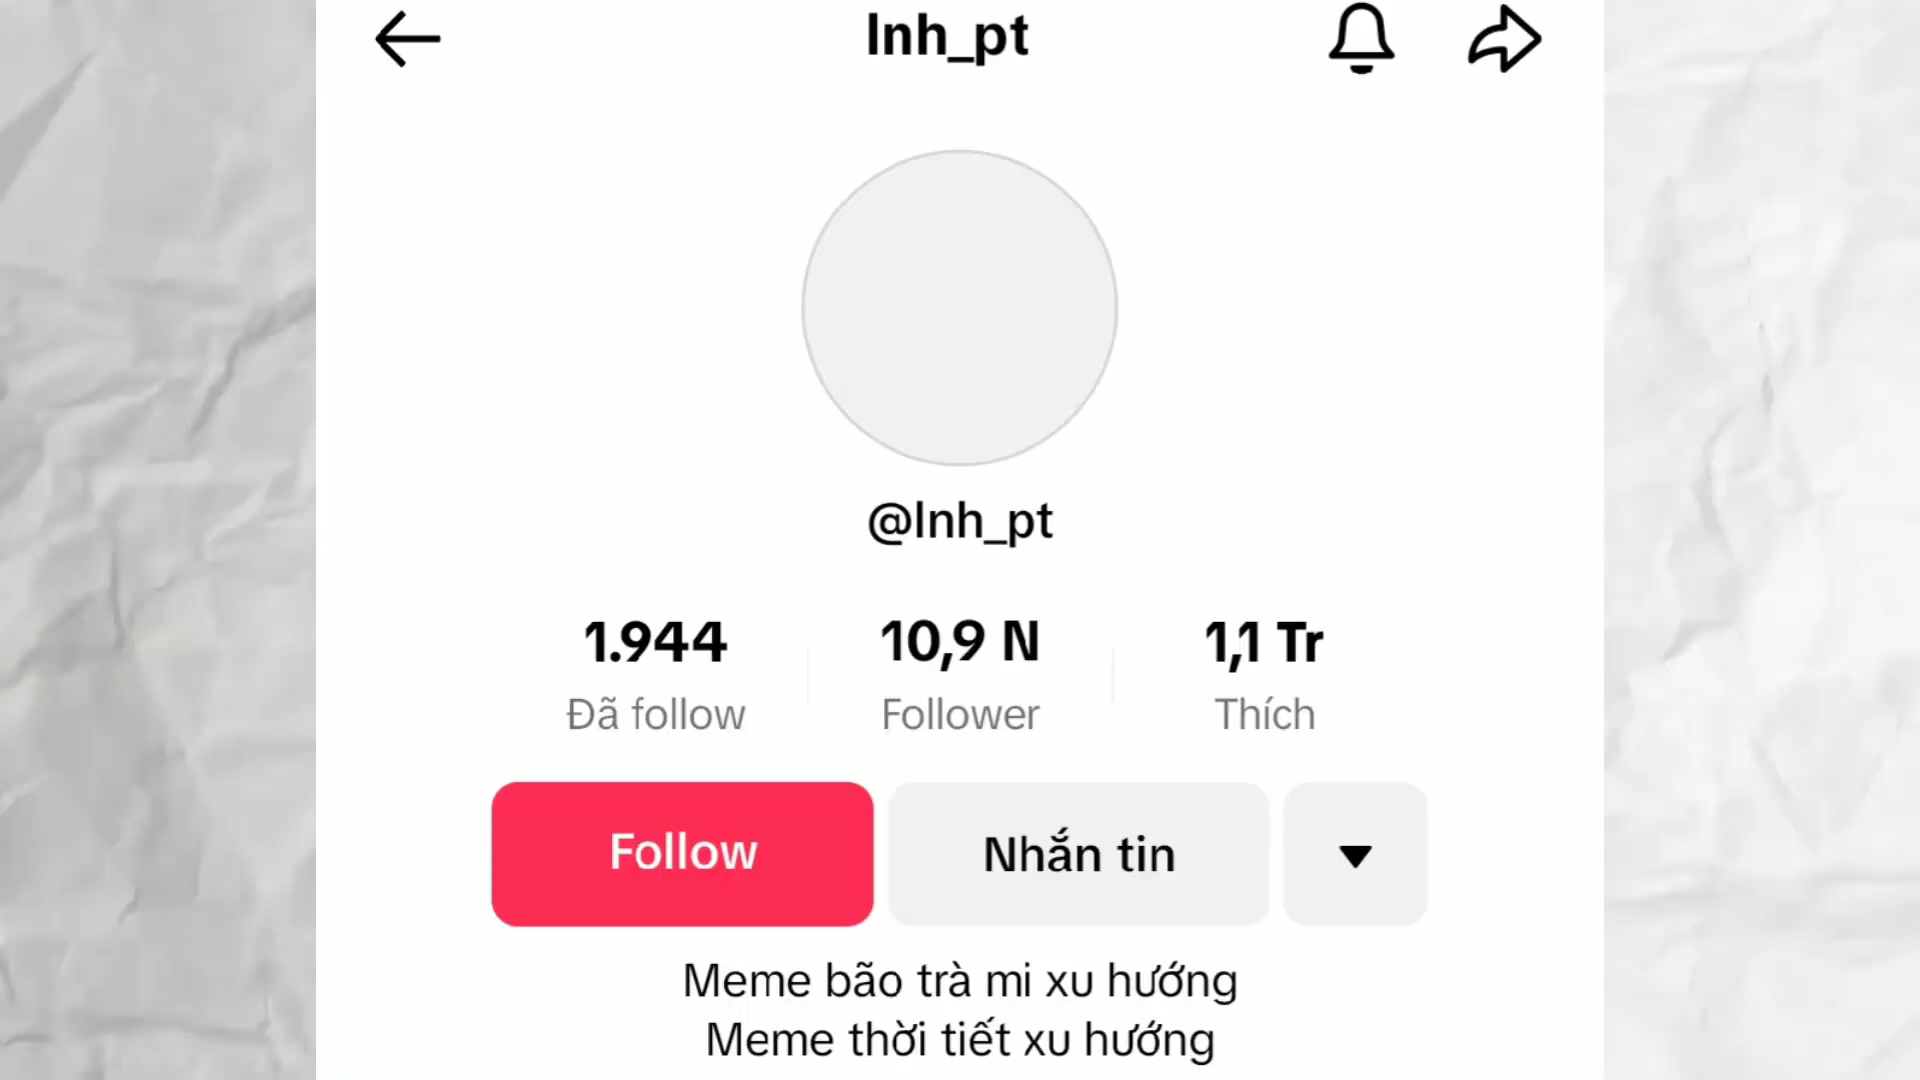 lnh_pt
@lnh_pt
1.944
Đã follow
10,9 N
Follower
1,1 Tr
Thích
Follow
Nhắn tin
Meme bão trà mi xu hướng
Meme thời tiết xu hướng